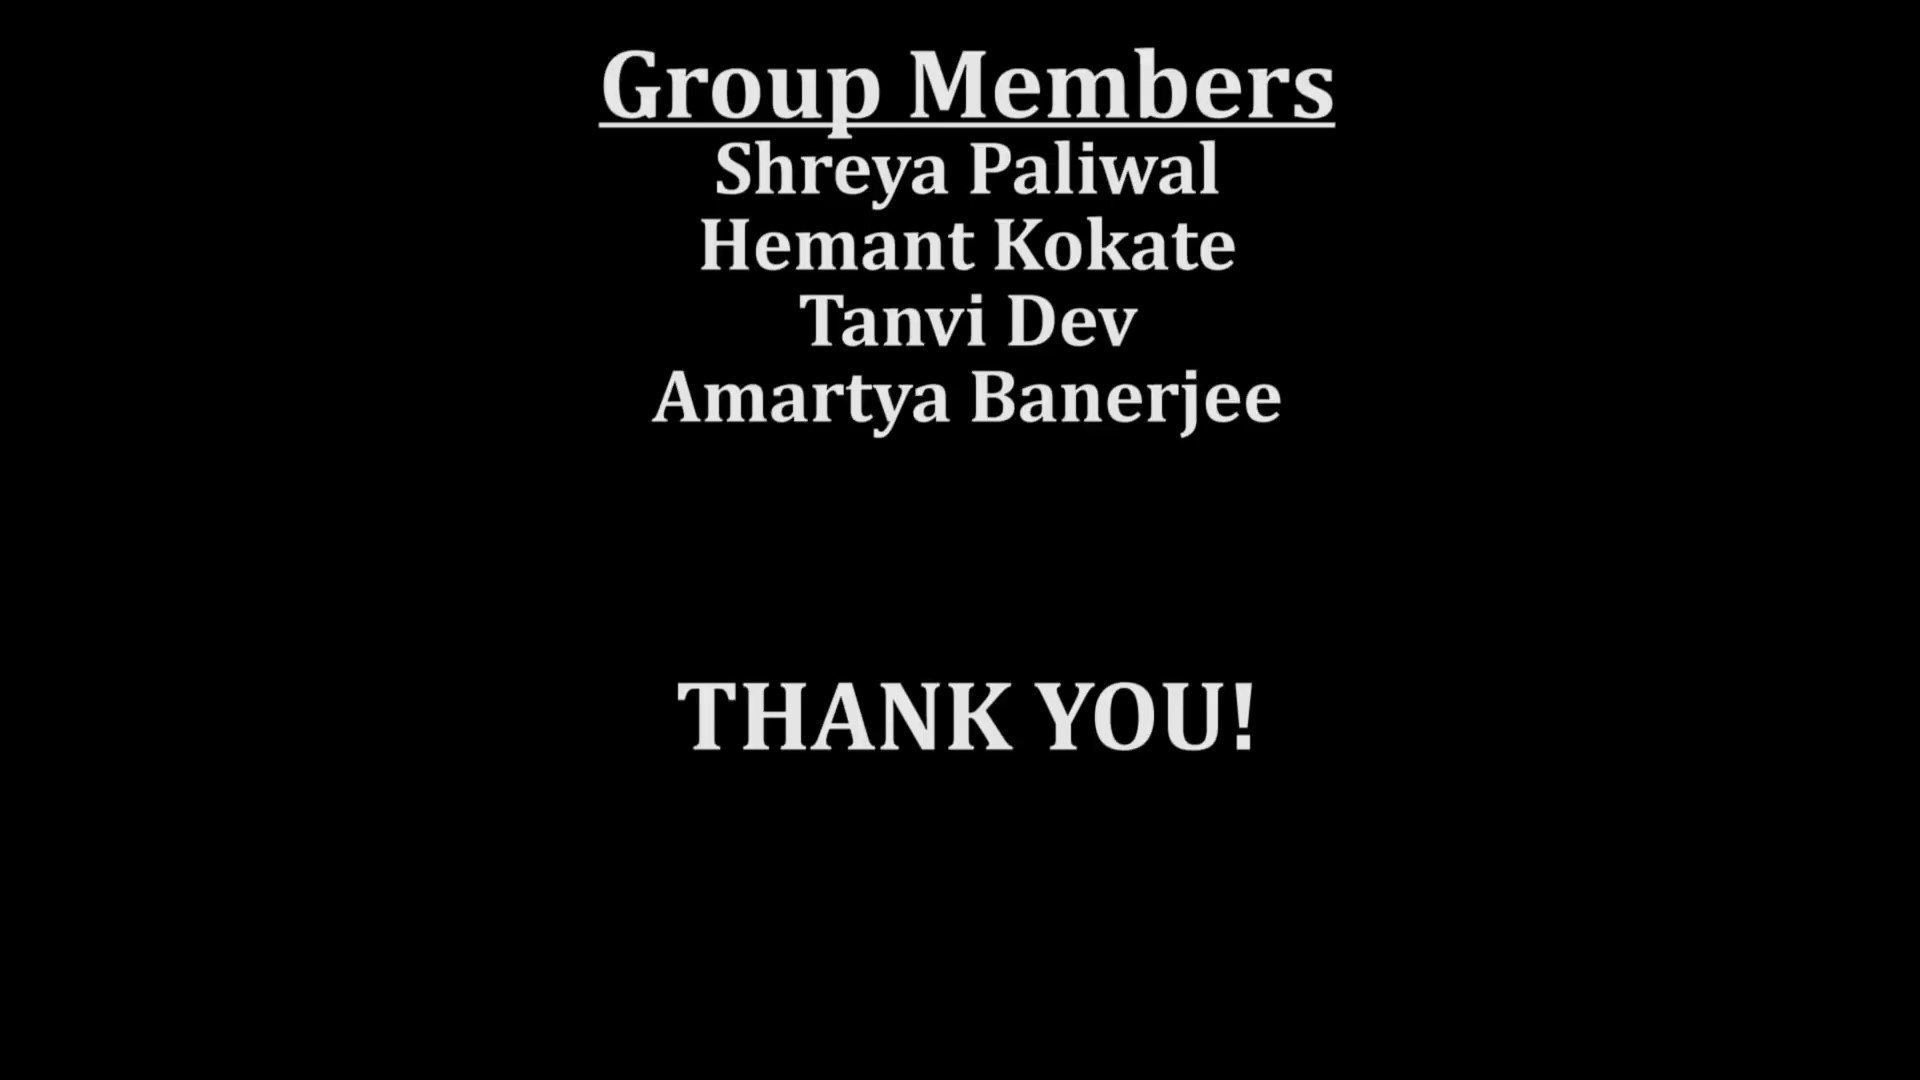 Group Members
Shreya Paliwal
Hemant Kokate
Tanvi Dev
Amartya Banerjee
THANK YOU!